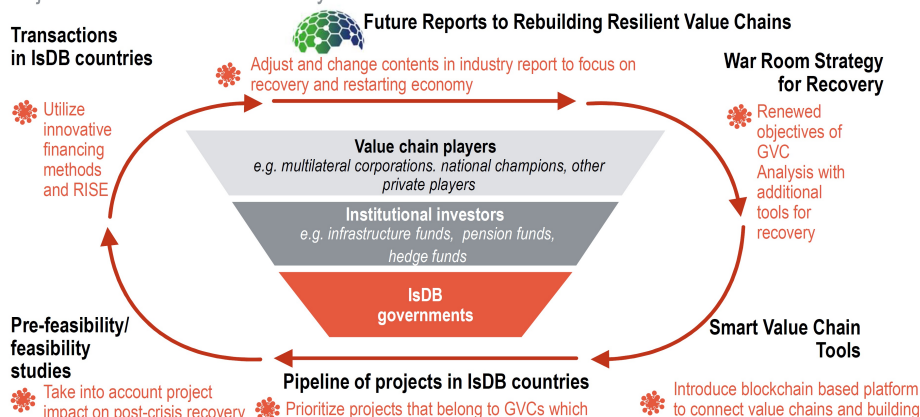 Future Reports to Rebuilding Resilient Value Chains
Adjust and change contents in industry report to focus on
recovery and restarting economy
Transactions
in IsDB countries
Utilize
innovative
financing
methods
and RISE
War Room Strategy
for Recovery
Renewed
objectives of
GVC
Analysis with
additional
tools for
recovery
Value chain players
e.g. multilateral corporations. national champions, other
private players
Institutional investors
e.g. infrastructure funds, pension funds,
hedge funds
IsDB
governments
Pre-feasibility/
feasibility
studies
Take into account project
impact on post-crisis recovery
Pipeline of projects in IsDB countries
Prioritize projects that belong to GVCs which
Smart Value Chain
Tools
Introduce blockchain based platform
to connect value chains and building